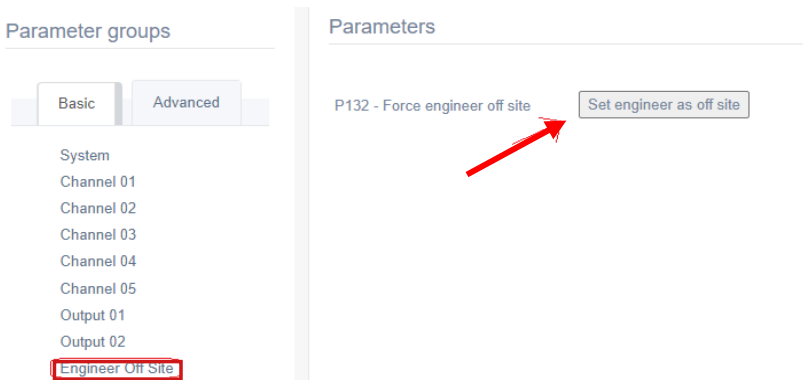 Parameter groups
Basic
Advanced
System
Channel 01
Channel 02
Channel 03
Channel 04
Channel 05
Output 01
Output 02
Engineer Off Site
Parameters
P132 - Force engineer off site
Set engineer as off site